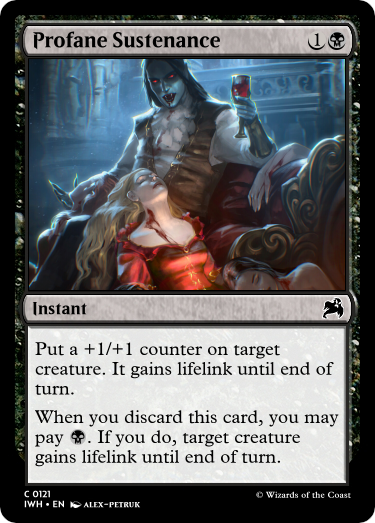 Profane Sustenance 1
Instant
Put a +1/+1 counter on target
creature. It gains lifelink until end of
turn.
When you discard this card, you may
pay . If you do, target creature
gains lifelink until end of turn.
C 0121
IWH • EN ALEX-PETRUK
© Wizards of the Coast